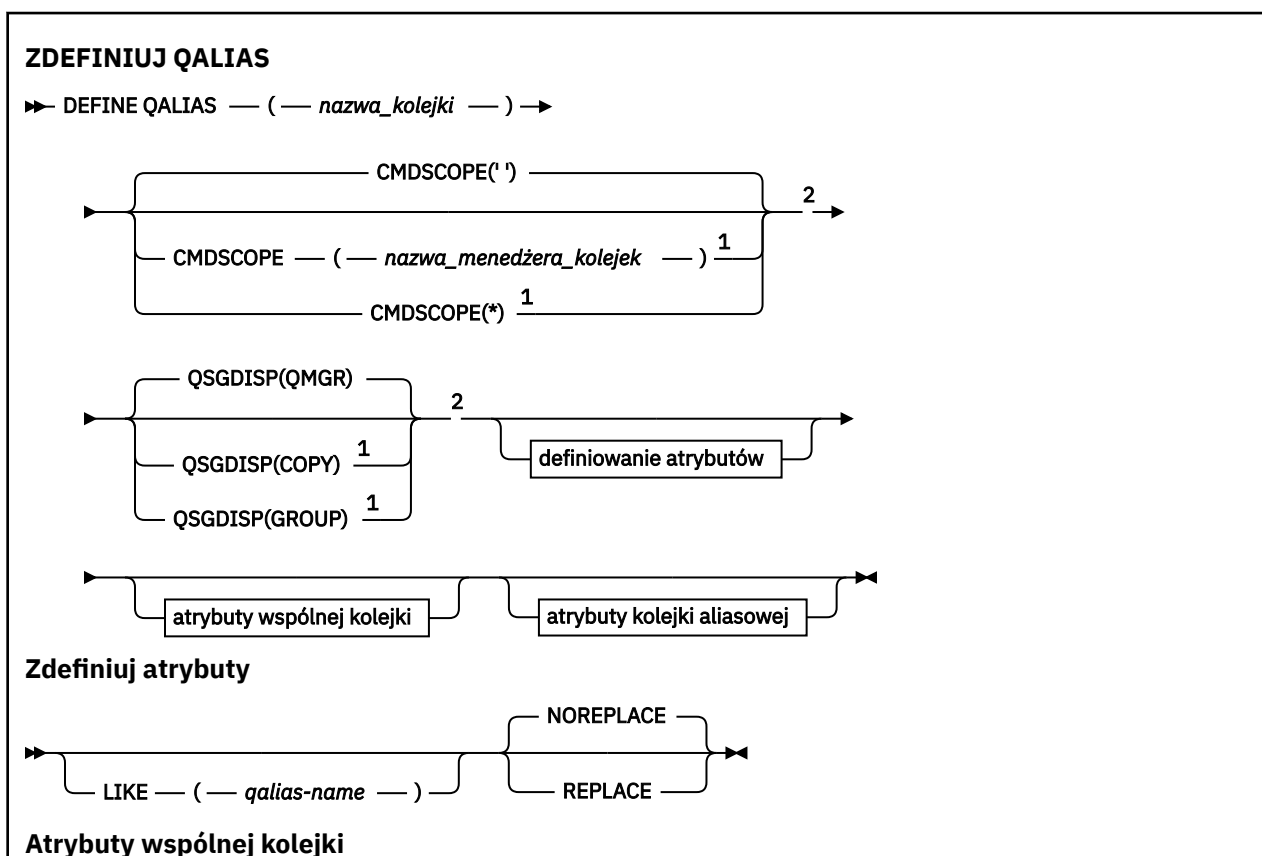 ZDEFINIUJ QALIAS
DEFINE QALIAS ( nazwa_kolejki )
CMDSCOPE(' ')
2
CMDSCOPE ( nazwa_menedżera_kolejek ) 1
CMDSCOPE(*) 1
QSGDISP(QMGR)
2
QSGDISP(COPY) 1
definiowanie atrybutów
QSGDISP(GROUP) 1
atrybuty wspólnej kolejki atrybuty kolejki aliasowej
Zdefiniuj atrybuty
NOREPLACE
LIKE ( qalias-name ) REPLACE
Atrybuty wspólnej kolejki